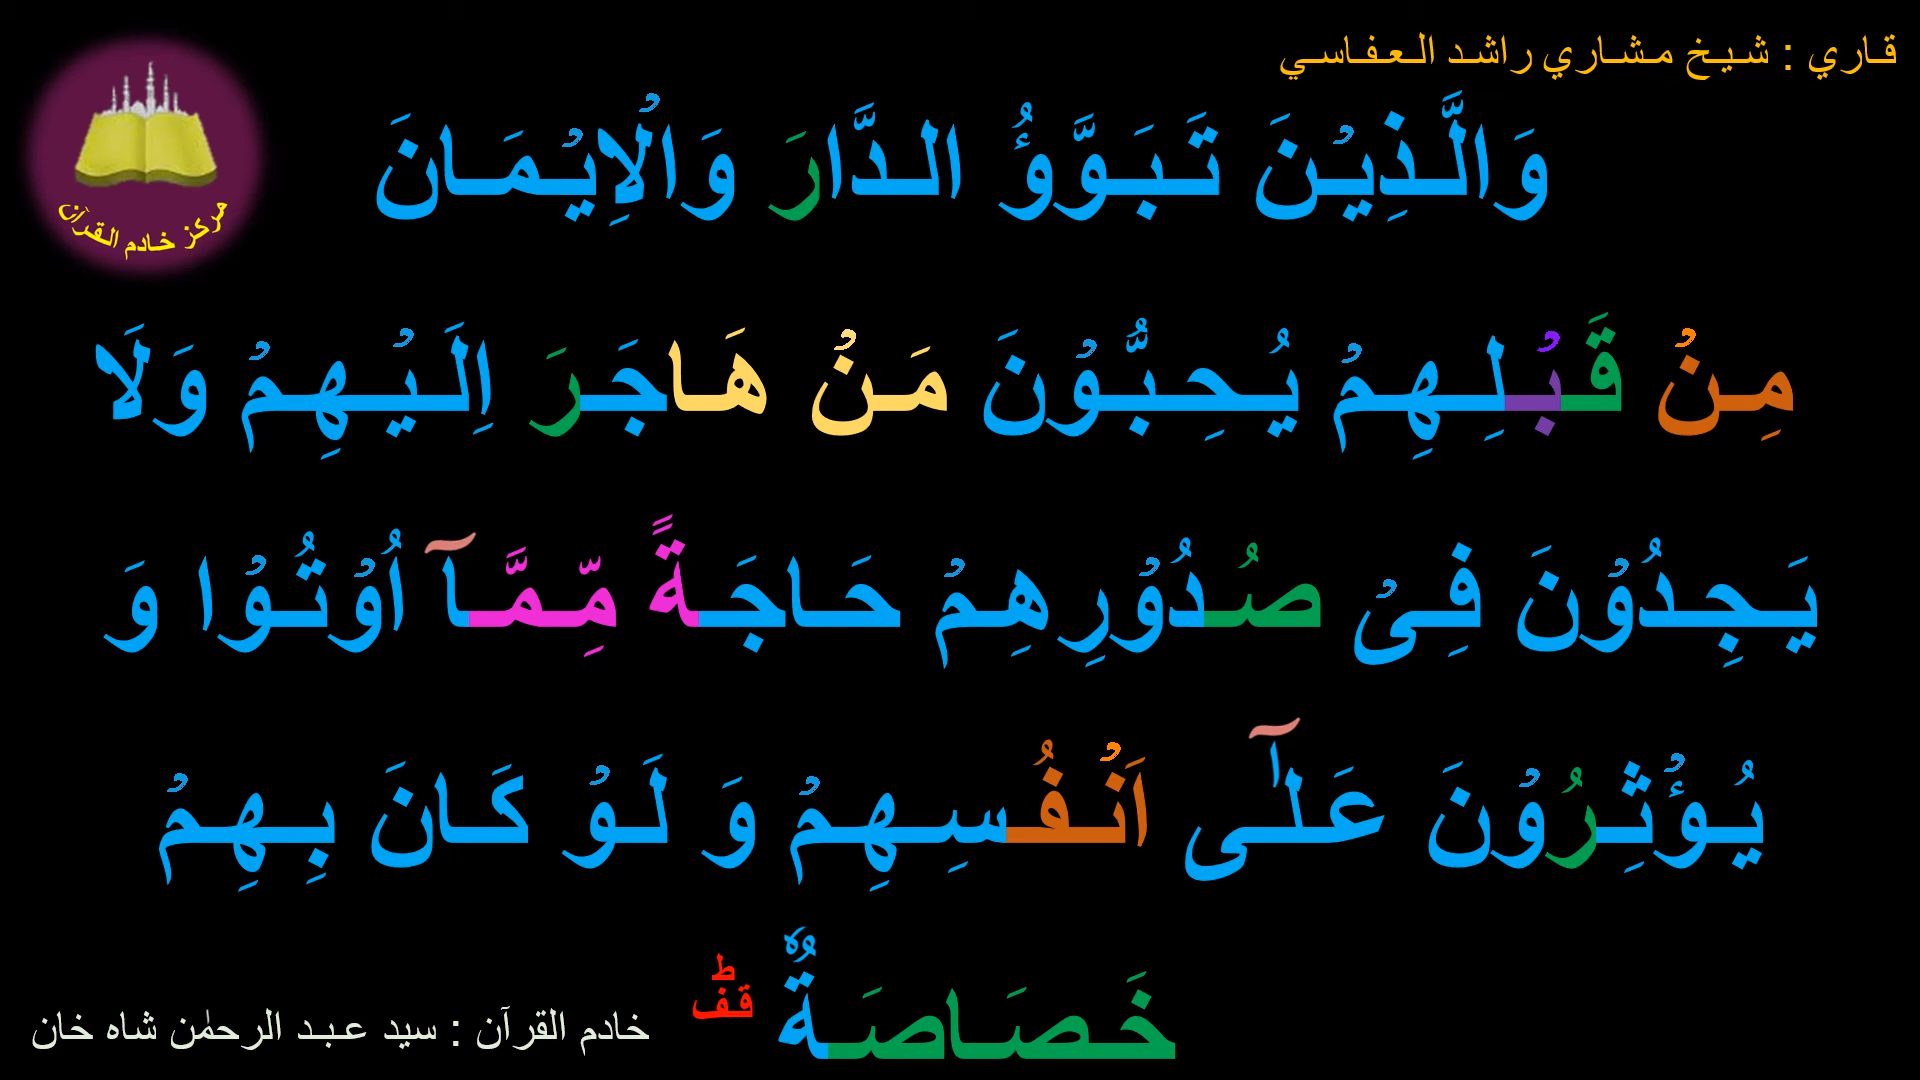 قاري : شيخ مشاري راشد العفاسي
مركز خادم القرآن
وَالَّذِيْنَ تَبَوَّؤُ الدَّارَ وَالْاِيْمَانَ
مِنْ قَبْلِهِمْ يُحِبُّوْنَ مَنْ هَاجَرَ اِلَيْهِمْ وَلَا
يَجِدُوْنَ فِىْ صُدُوْرِهِمْ حَاجَةً مِّمَّآ اُوْتُوْا وَ
يُؤْثِرُوْنَ عَلٰٓى اَنْفُسِهِمْ وَ لَوْ كَانَ بِهِمْ
خَصَاصَةٌ ؕ قف
خادم القرآن : سيد عبد الرحمٰن شاه خان